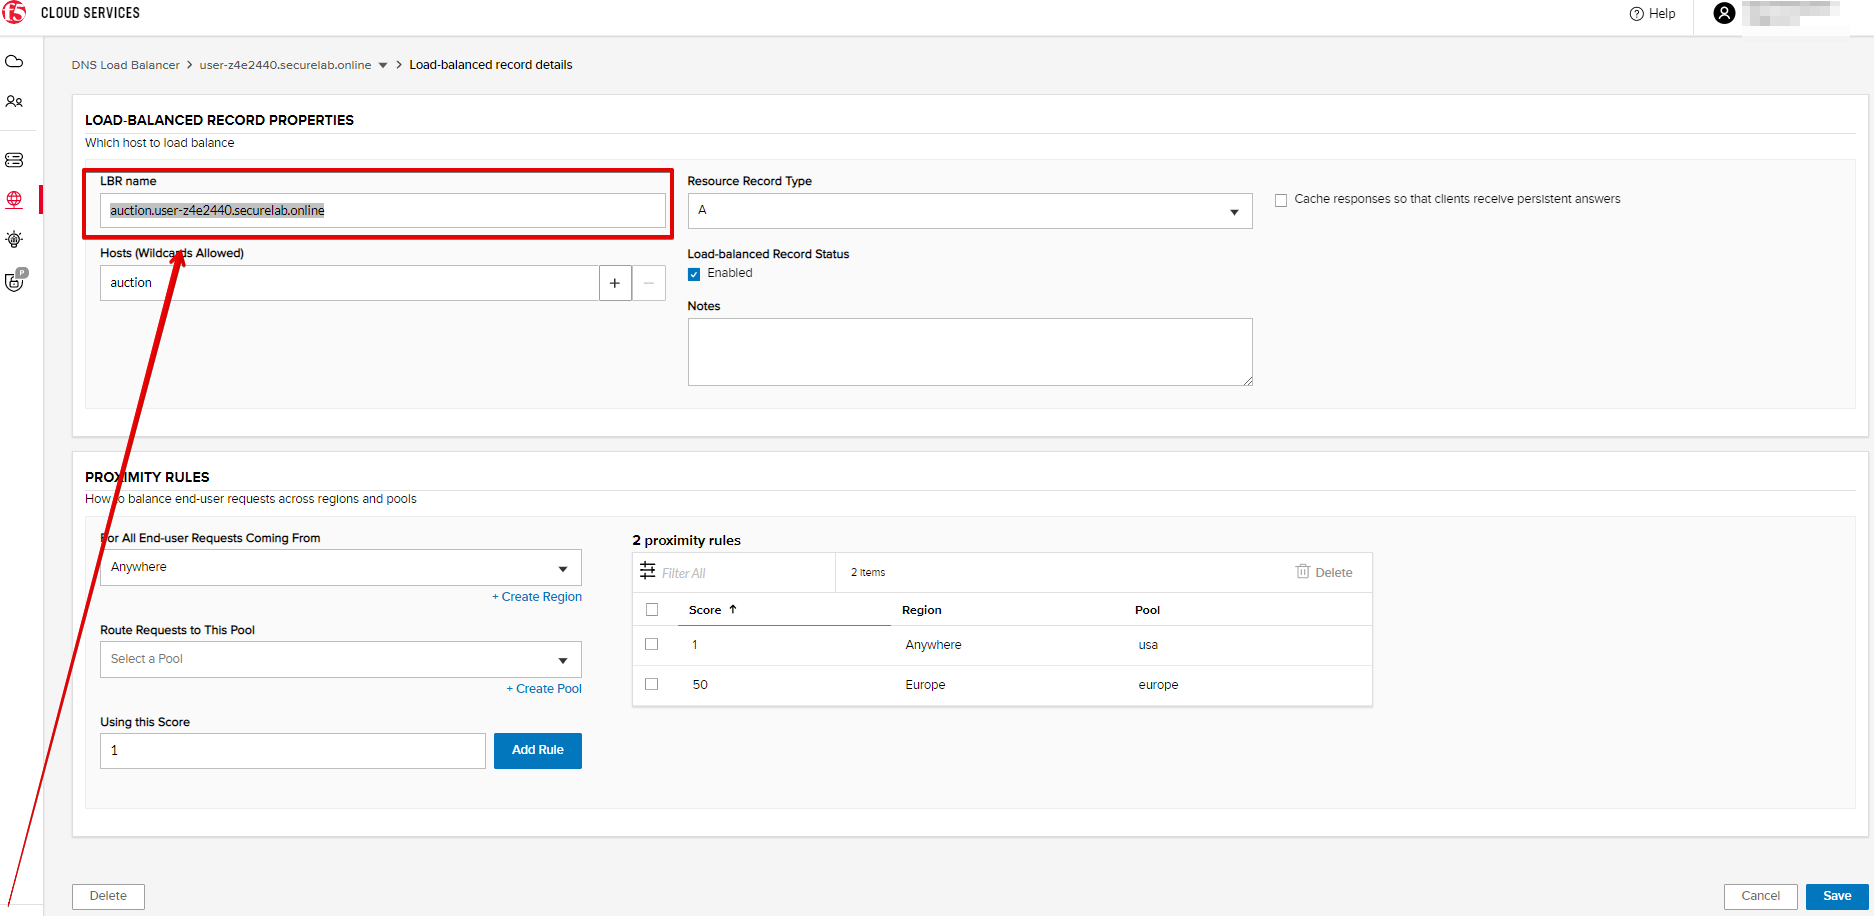 f5 CLOUD SERVICES
Help
DNS Load Balancer > user-z4e2440.securelab.online > Load-balanced record details
P
LOAD-BALANCED RECORD PROPERTIES
Which host to load balance
LBR name
auction.user-z4e2440.securelab.online
Hosts (Wildcards Allowed)
auction
+ −
Resource Record Type
A
Load-balanced Record Status
Enabled
Notes
Cache responses so that clients receive persistent answers
PROXIMITY RULES
How to balance end-user requests across regions and pools
For All End-user Requests Coming From
Anywhere
+ Create Region
Route Requests to This Pool
Select a Pool
+ Create Pool
Using this Score
1
Add Rule
2 proximity rules
Filter All
2 Items
Delete
Score ↑ Region Pool
1 Anywhere usa
50 Europe europe
Delete
Cancel
Save